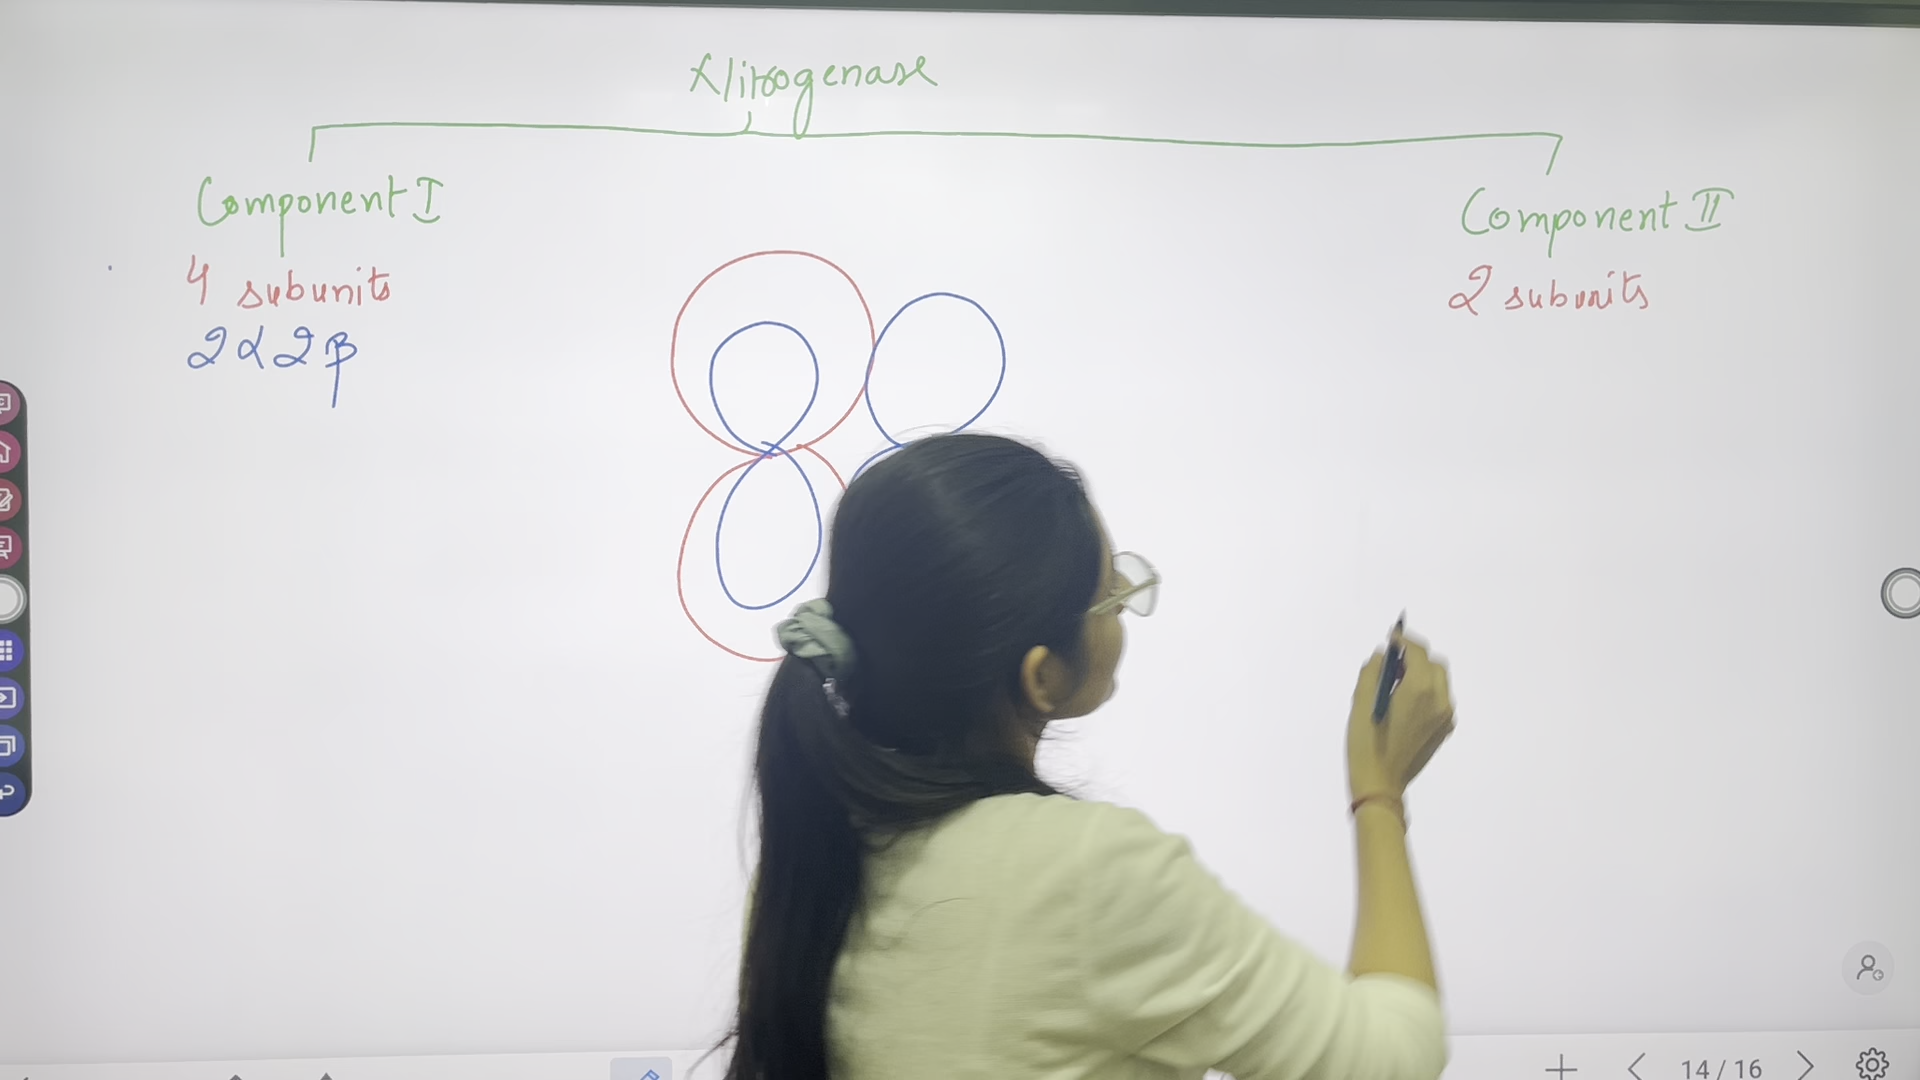 Nitrogenase
Component I
Component II
4 subunits
2 subunits
2α2β
14/16